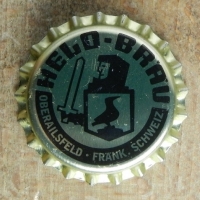 HELD-BRÄU
OBERAILSFELD · FRÄNK · SCHWEIZ